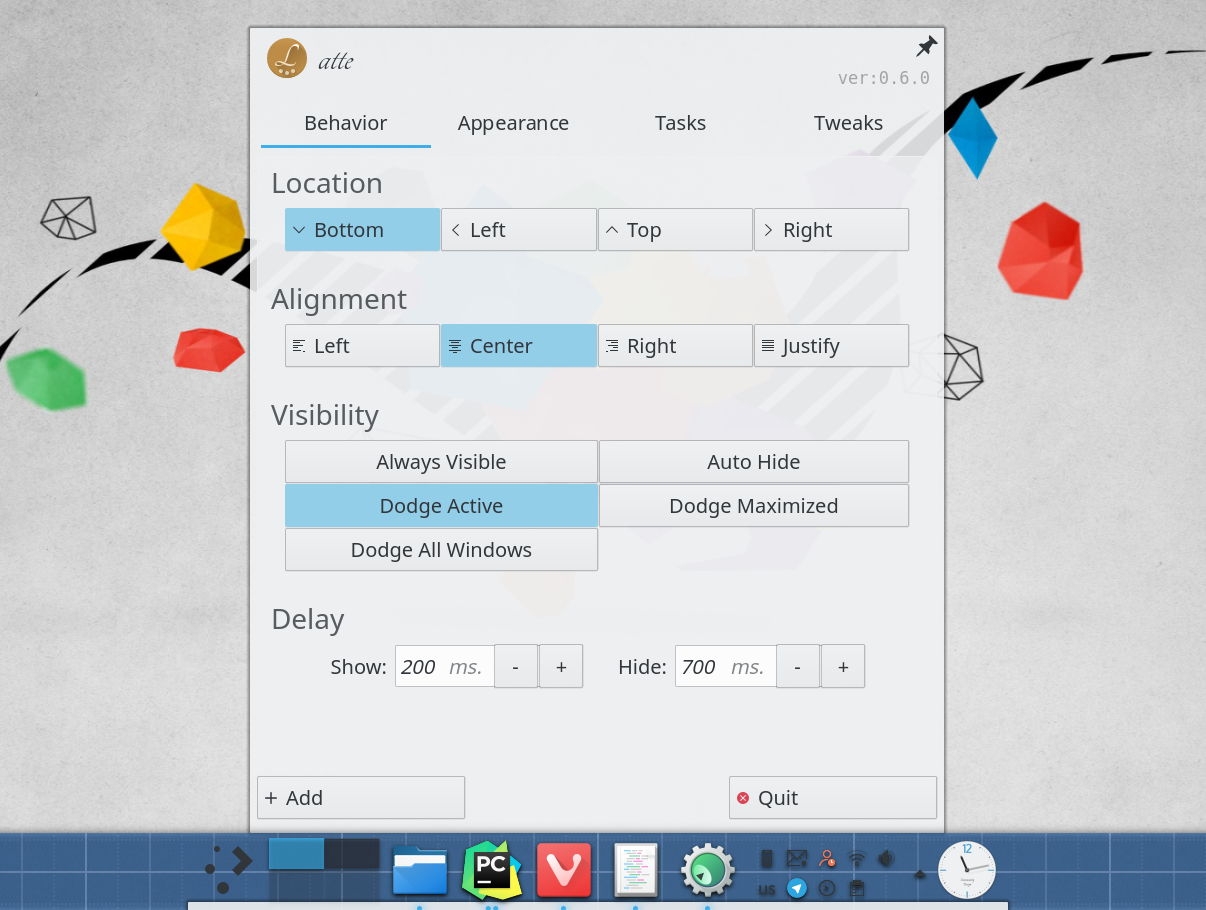 L atte
ver:0.6.0
Behavior Appearance Tasks Tweaks
Location
Bottom Left Top Right
Alignment
Left Center Right Justify
Visibility
Always Visible Auto Hide
Dodge Active Dodge Maximized
Dodge All Windows
Delay
Show: 200 ms. - + Hide: 700 ms. - +
+ Add Quit
PC
12
us